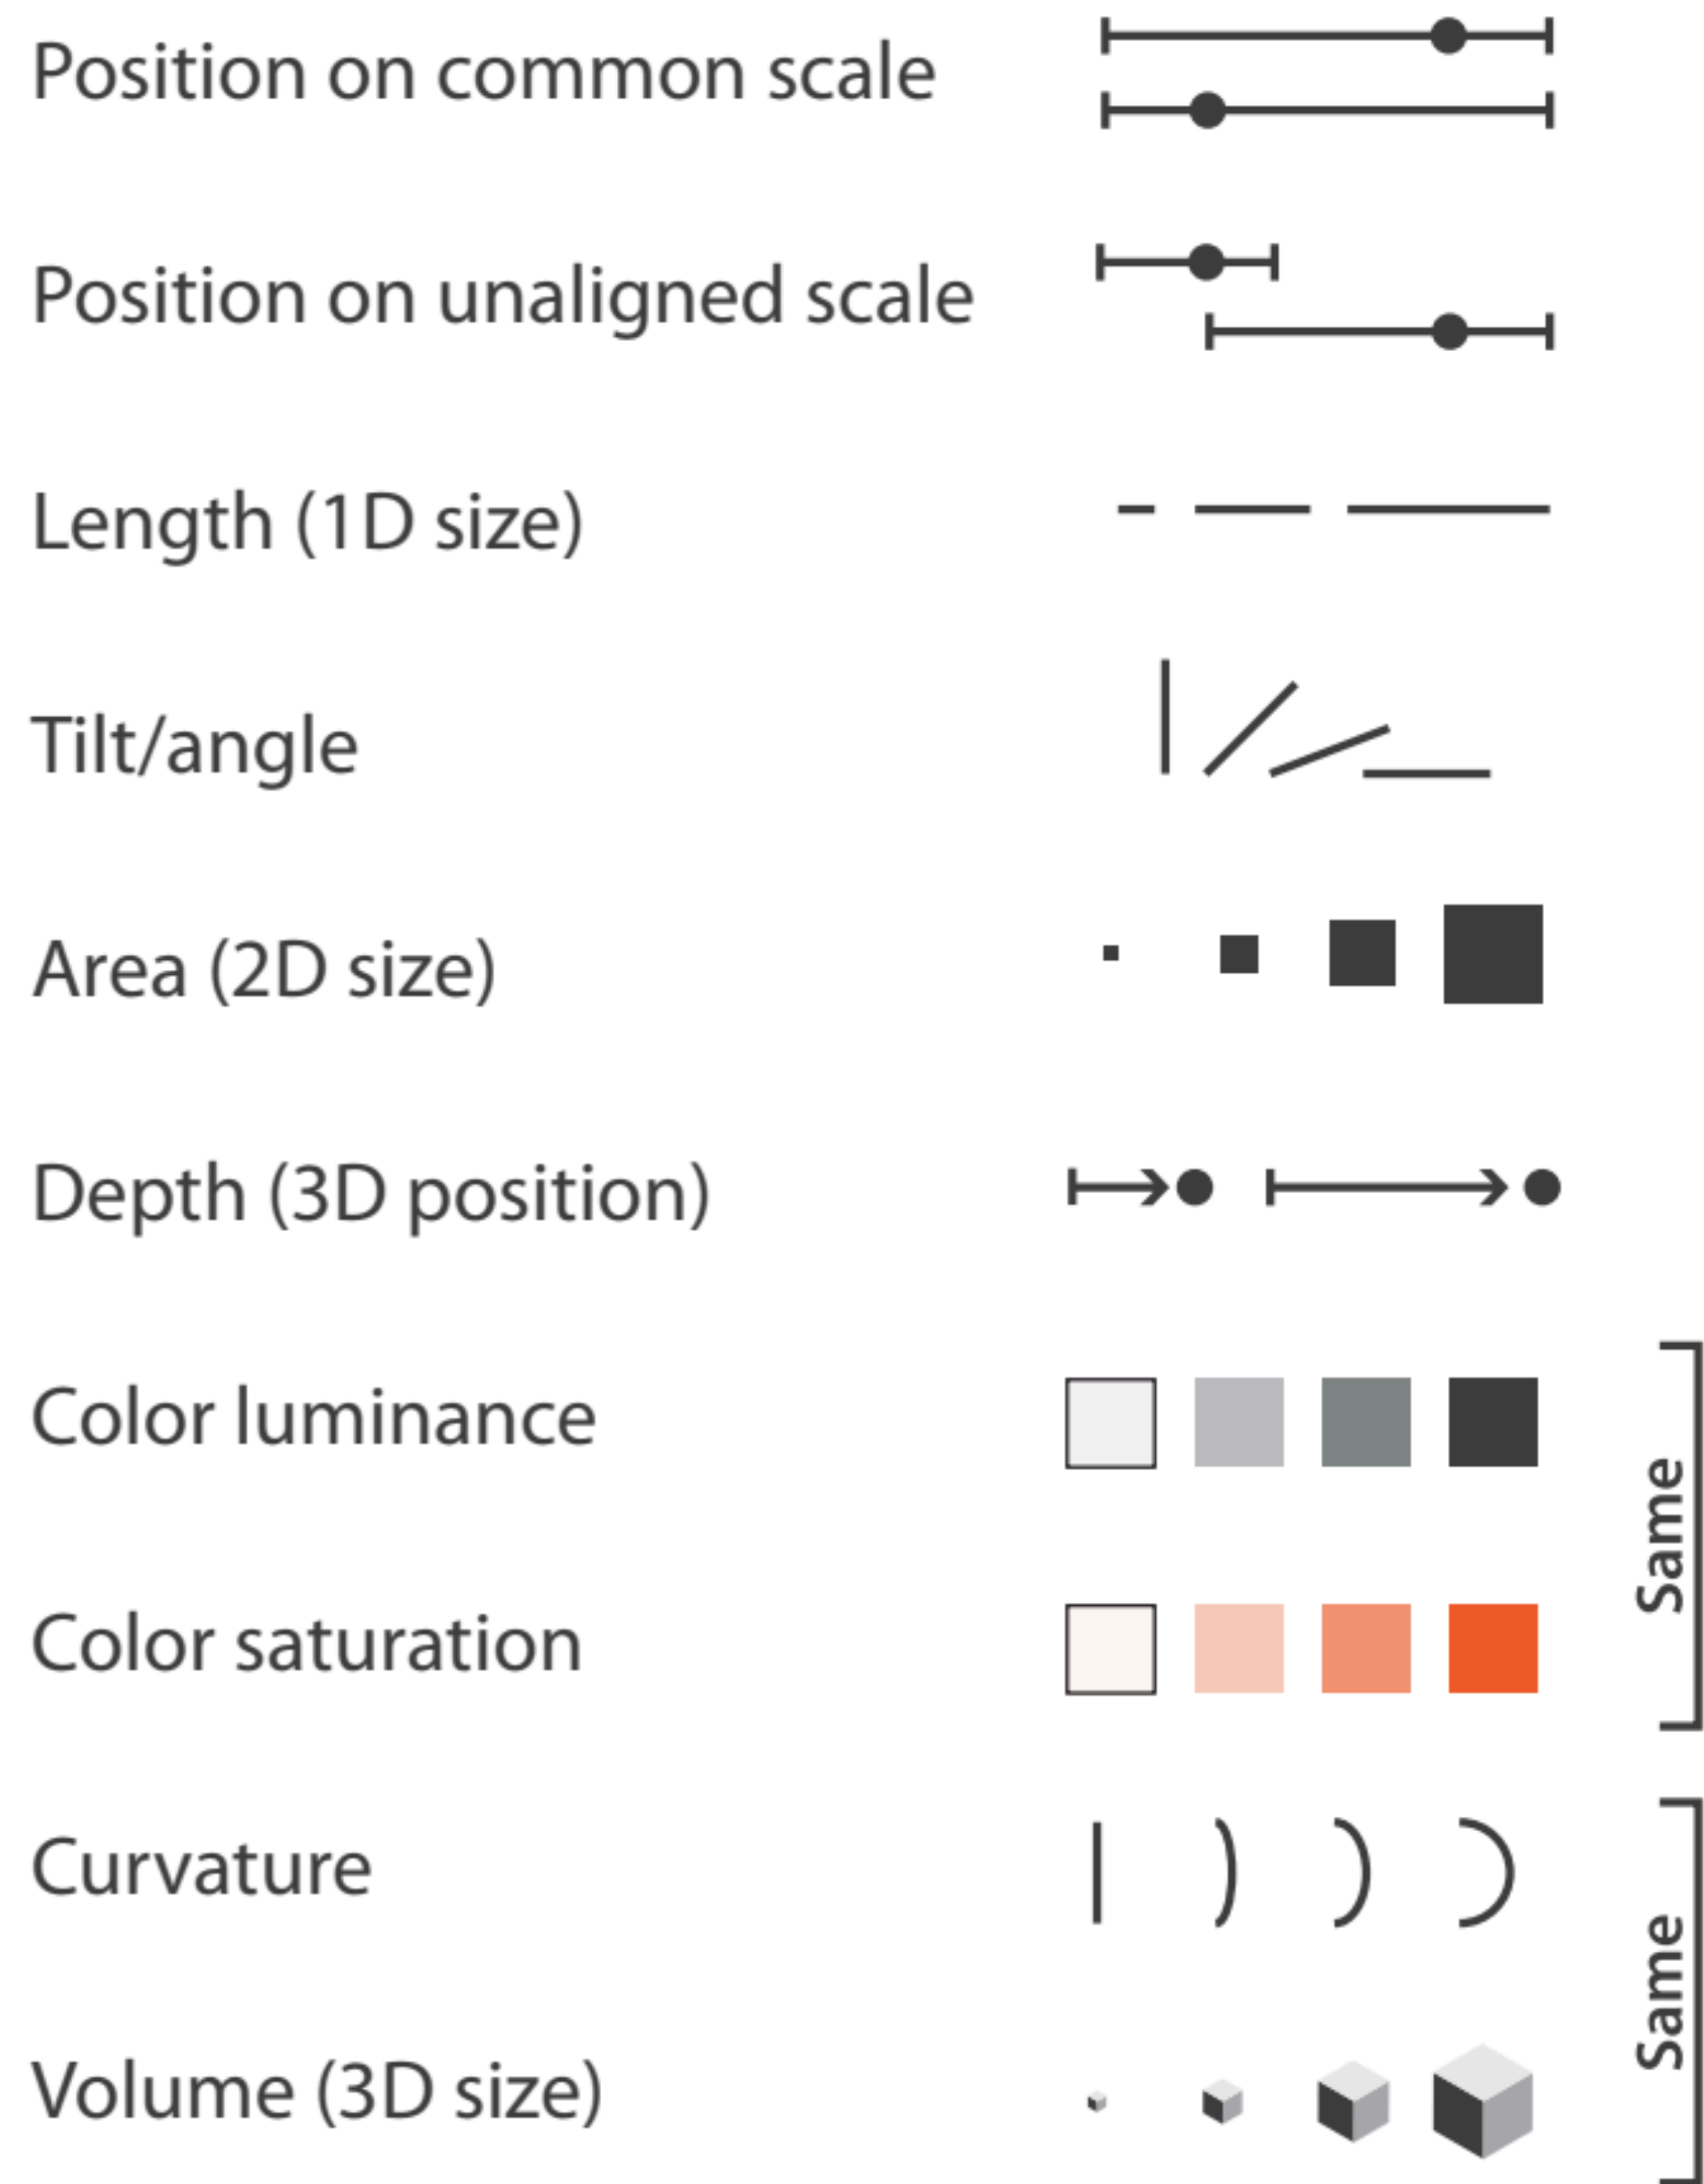 Position on common scale
Position on unaligned scale
Length (1D size)
Tilt/angle
Area (2D size)
Depth (3D position)
Color luminance
Color saturation
Same
Curvature
Volume (3D size)
Same